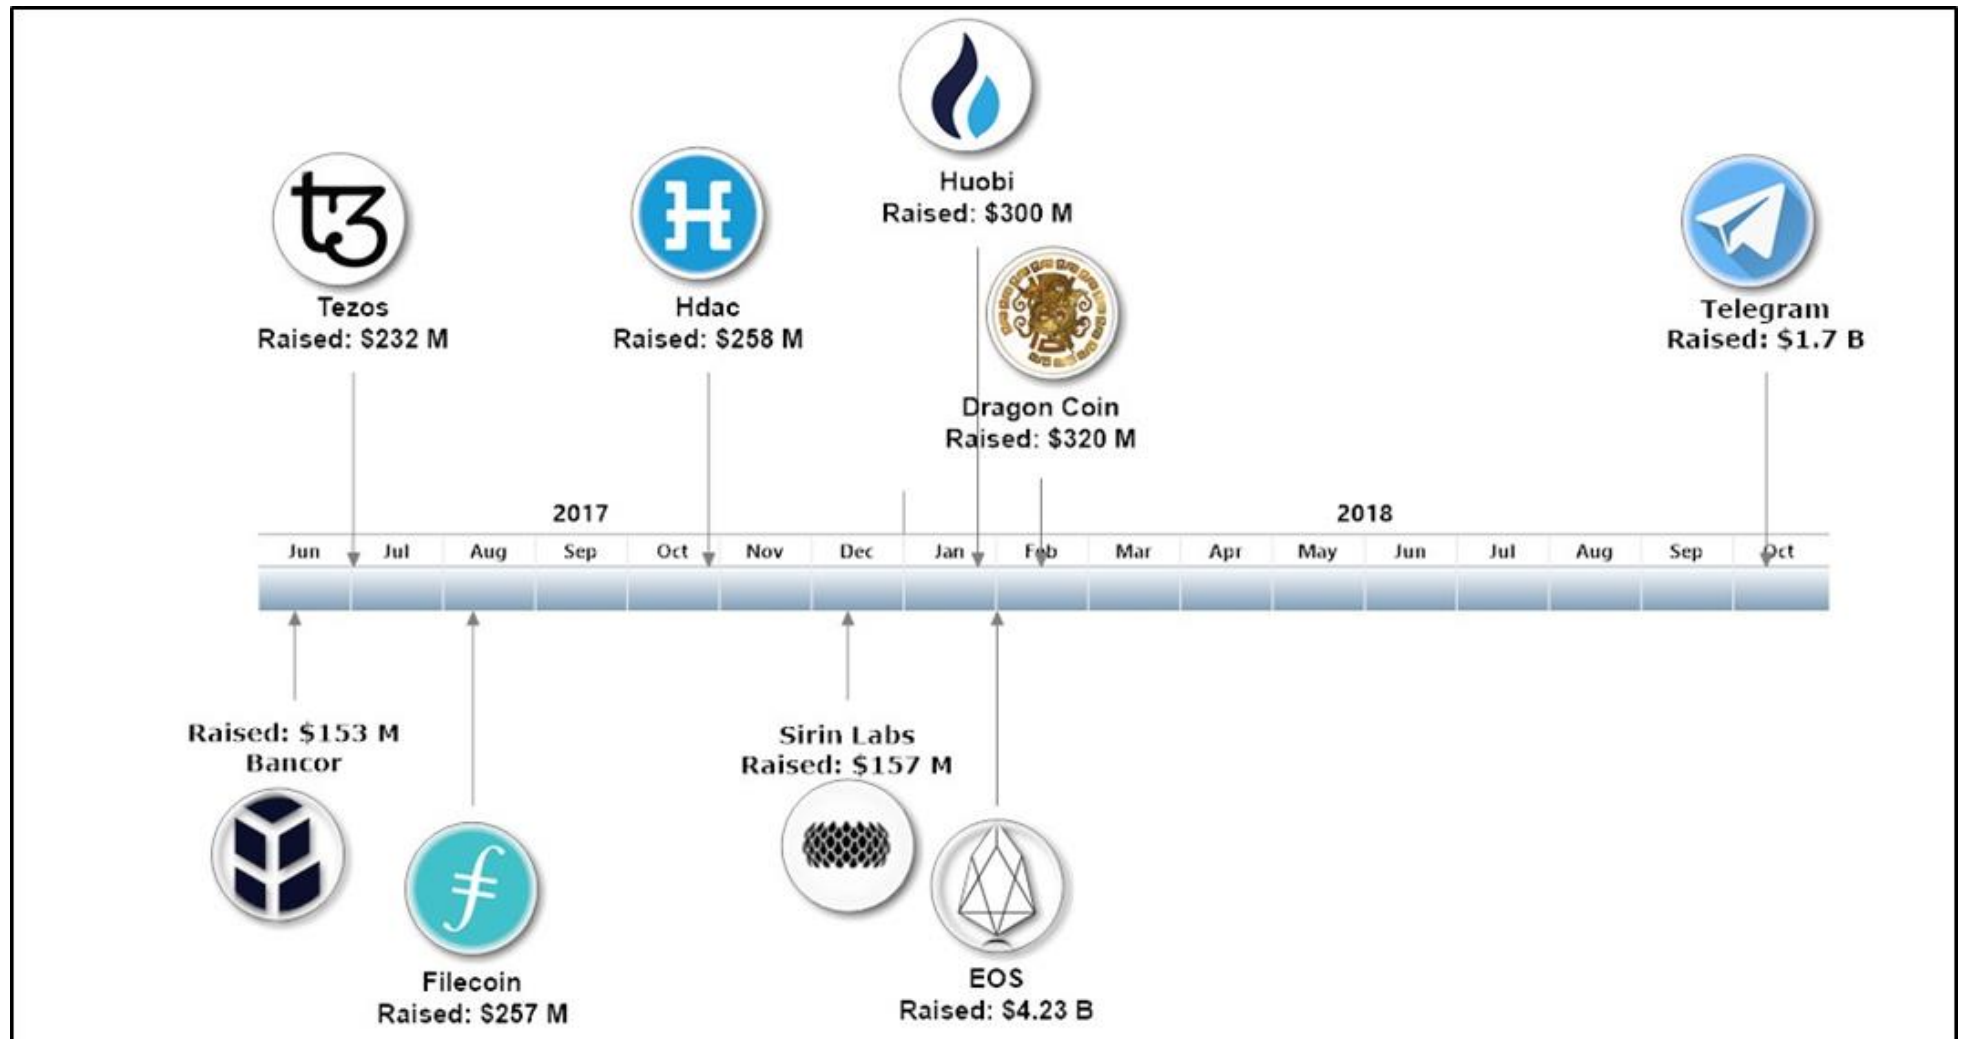 Huobi
Raised: $300 M
Tezos
Raised: $232 M
Hdac
Raised: $258 M
Telegram
Raised: $1.7 B
Dragon Coin
Raised: $320 M
2017 2018
Jun Jul Aug Sep Oct Nov Dec Jan Feb Mar Apr May Jun Jul Aug Sep Oct
Raised: $153 M
Bancor
Sirin Labs
Raised: $157 M
Filecoin
Raised: $257 M
EOS
Raised: $4.23 B